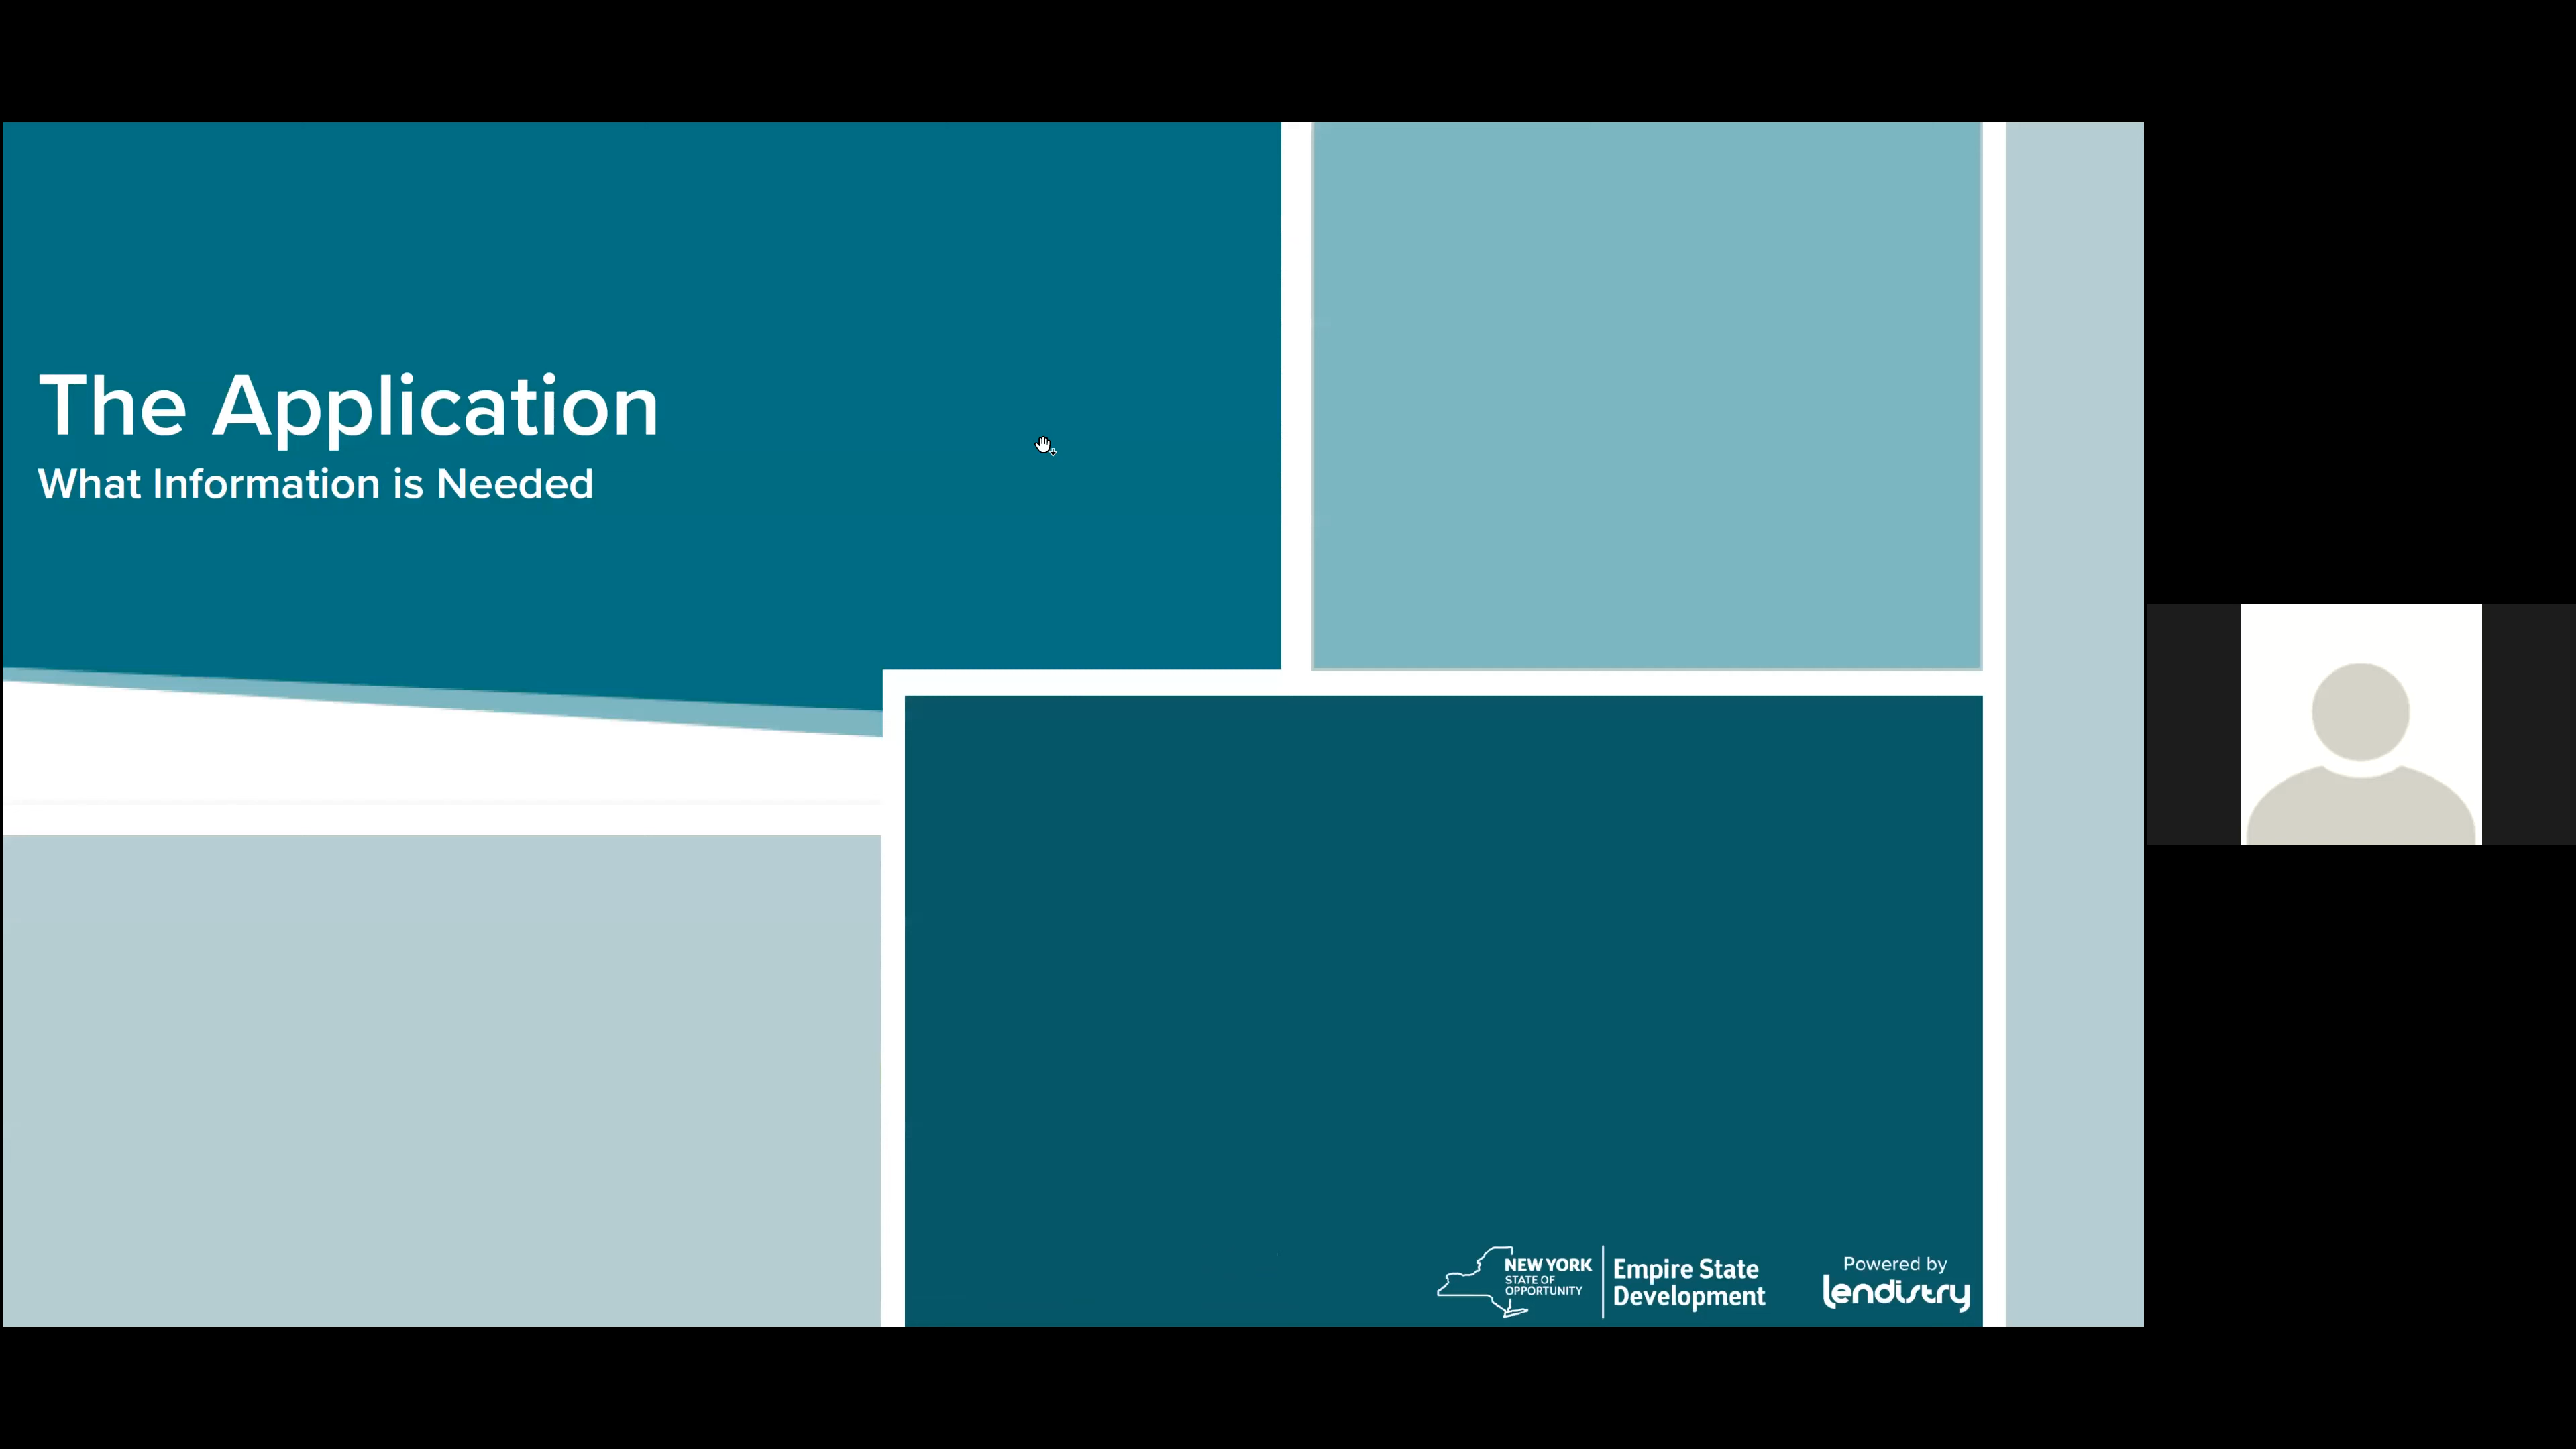 The Application
What Information is Needed
NEW YORK
STATE OF
OPPORTUNITY
Empire State
Development
Powered by
lendistry